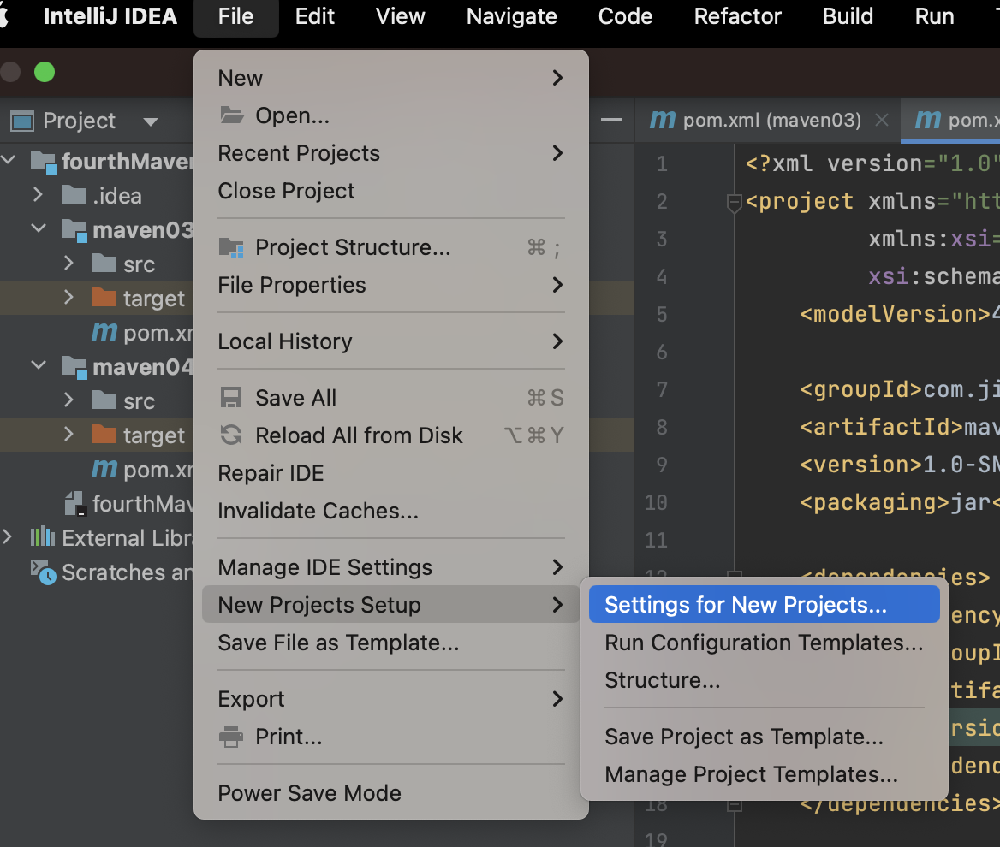 IntelliJ IDEA File Edit View Navigate Code Refactor Build Run
Project
fourthMaven
.idea
maven03
src
target
pom.xm
maven04
src
target
pom.xm
fourthMav
External Libra
Scratches an
New
Open...
Recent Projects
Close Project
Project Structure... ⌘ ;
File Properties
Local History
Save All ⌘ S
Reload All from Disk ⌥ ⌘ Y
Repair IDE
Invalidate Caches...
Manage IDE Settings
New Projects Setup
Save File as Template...
Export
Print...
Power Save Mode
Settings for New Projects...
Run Configuration Templates...
Structure...
Save Project as Template...
Manage Project Templates...
m pom.xml (maven03) m pom.x
1 <?xml version="1.0"
2 <project xmlns="htt
3 xmlns:xsi=
4 xsi:schema
5 <modelVersion>4
6
7 <groupId>com.ji
8 <artifactId>mav
9 <version>1.0-SN
10 <packaging>jar<
11
12 <dependencies>
ency
oupI
tifa
rsio
denc
18 </dependencies>
19